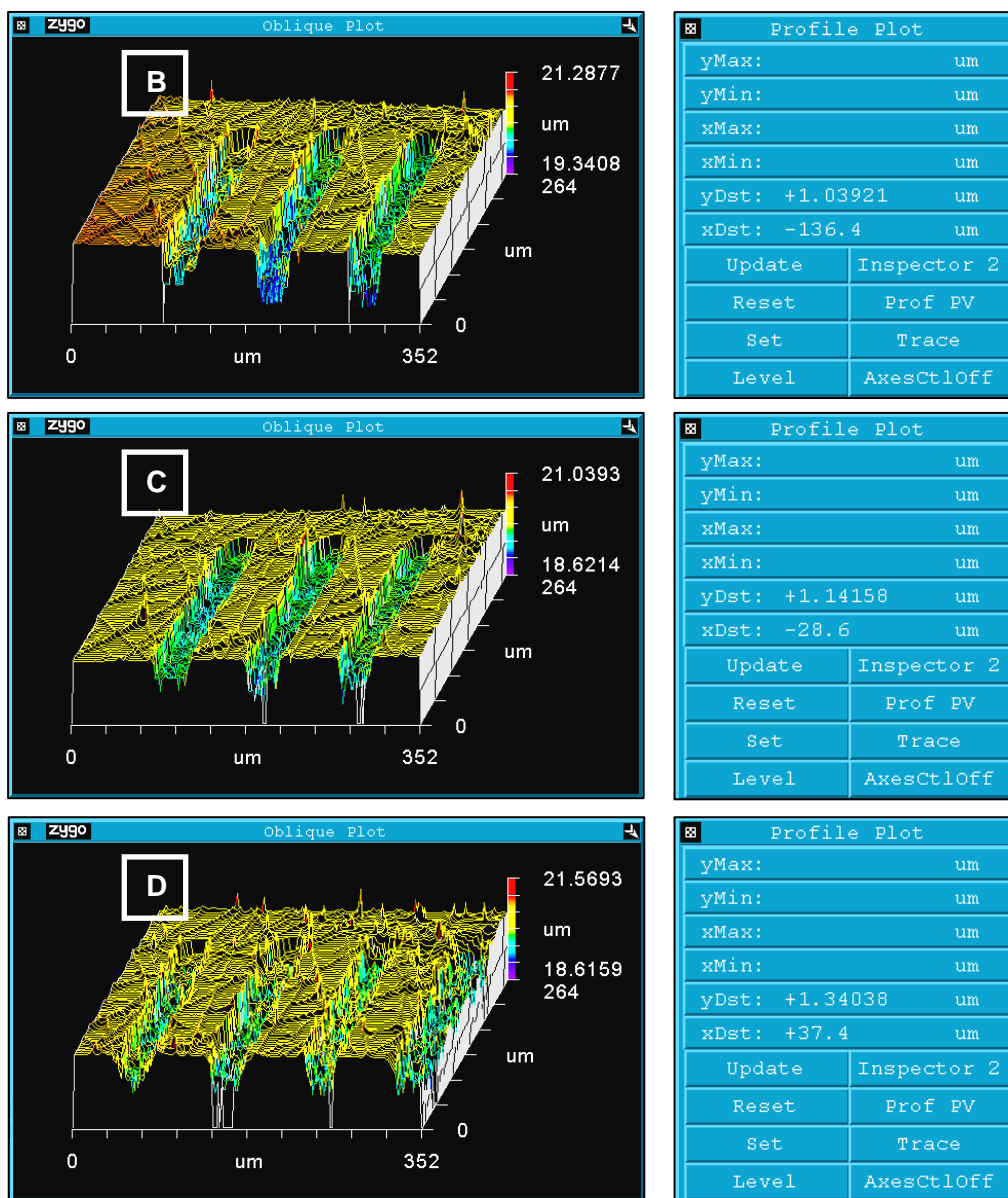 zygo Oblique Plot
B
21.2877
um
19.3408
264
um
0
0 um 352
Profile Plot
yMax: um
yMin: um
xMax: um
xMin: um
yDst: +1.03921 um
xDst: -136.4 um
Update Inspector 2
Reset Prof PV
Set Trace
Level AxesCtlOff
zygo Oblique Plot
C
21.0393
um
18.6214
264
um
0
0 um 352
Profile Plot
yMax: um
yMin: um
xMax: um
xMin: um
yDst: +1.14158 um
xDst: -28.6 um
Update Inspector 2
Reset Prof PV
Set Trace
Level AxesCtlOff
zygo Oblique Plot
D
21.5693
um
18.6159
264
um
0
0 um 352
Profile Plot
yMax: um
yMin: um
xMax: um
xMin: um
yDst: +1.34038 um
xDst: +37.4 um
Update Inspector 2
Reset Prof PV
Set Trace
Level AxesCtlOff